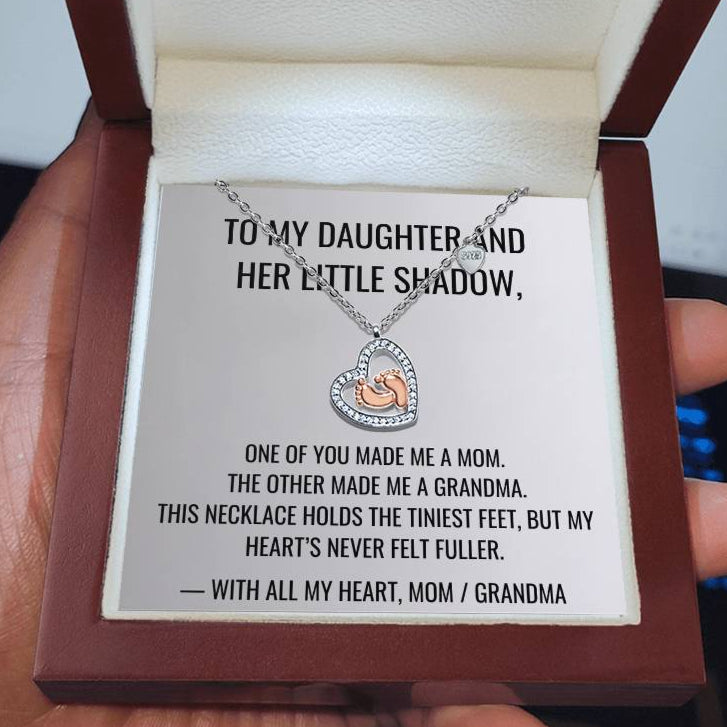 TO MY DAUGHTER AND
HER LITTLE SHADOW,
ONE OF YOU MADE ME A MOM.
THE OTHER MADE ME A GRANDMA.
THIS NECKLACE HOLDS THE TINIEST FEET, BUT MY
HEART’S NEVER FELT FULLER.
— WITH ALL MY HEART, MOM / GRANDMA